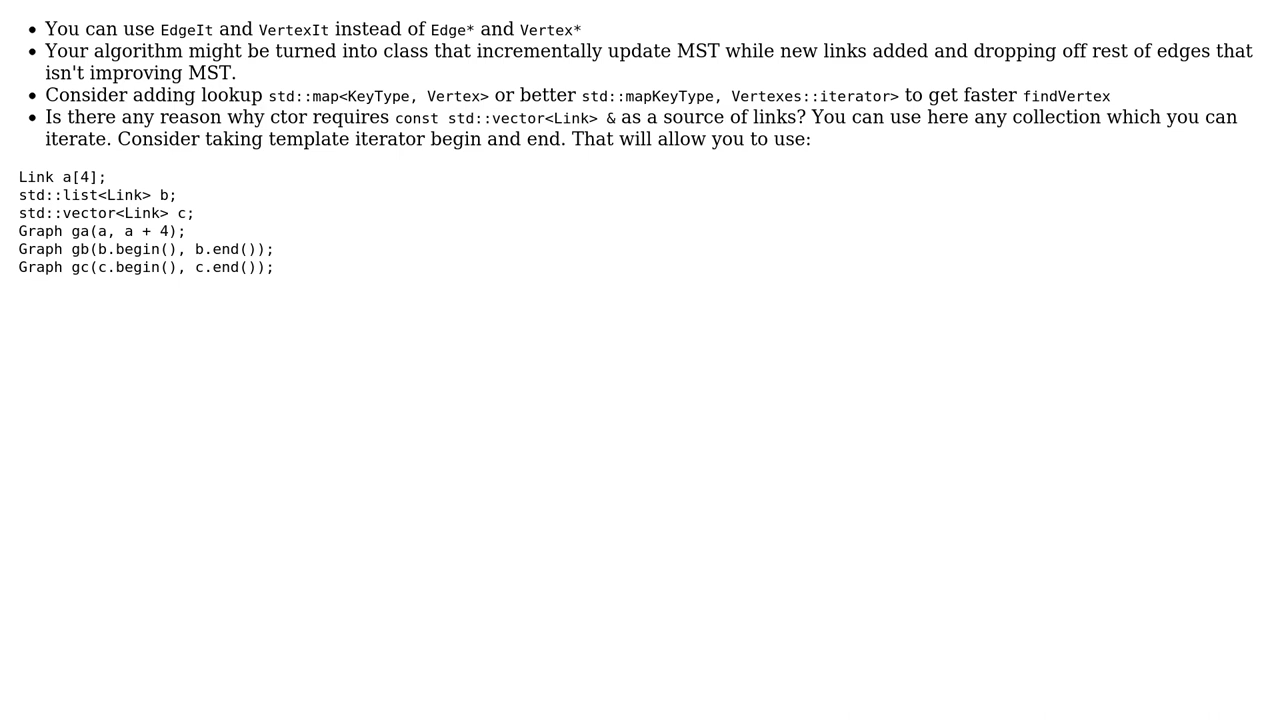 • You can use EdgeIt and VertexIt instead of Edge* and Vertex*
• Your algorithm might be turned into class that incrementally update MST while new links added and dropping off rest of edges that
isn't improving MST.
• Consider adding lookup std::map<KeyType, Vertex> or better std::mapKeyType, Vertexes::iterator> to get faster findVertex
• Is there any reason why ctor requires const std::vector<Link> & as a source of links? You can use here any collection which you can
iterate. Consider taking template iterator begin and end. That will allow you to use:
Link a[4];
std::list<Link> b;
std::vector<Link> c;
Graph ga(a, a + 4);
Graph gb(b.begin(), b.end());
Graph gc(c.begin(), c.end());